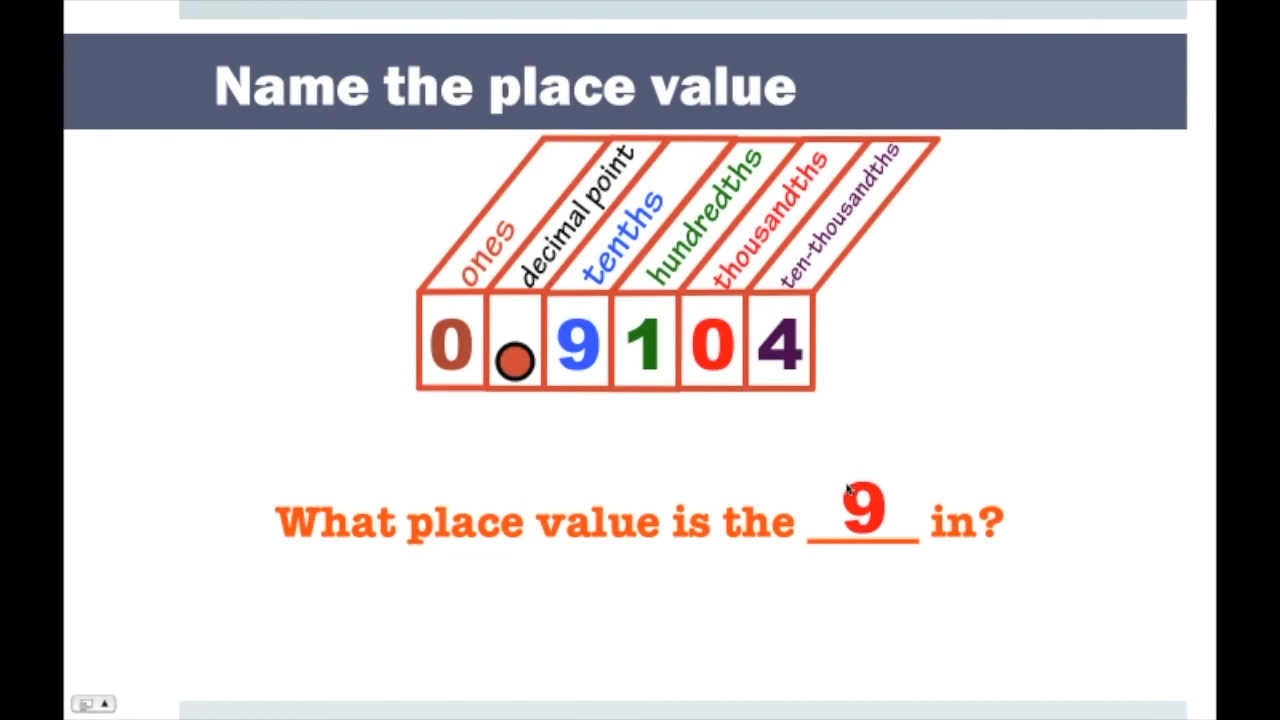 Name the place value
ones
decimal point
tenths
hundredths
thousandths
ten-thousandths
0 . 9 1 0 4
What place value is the 9 in?